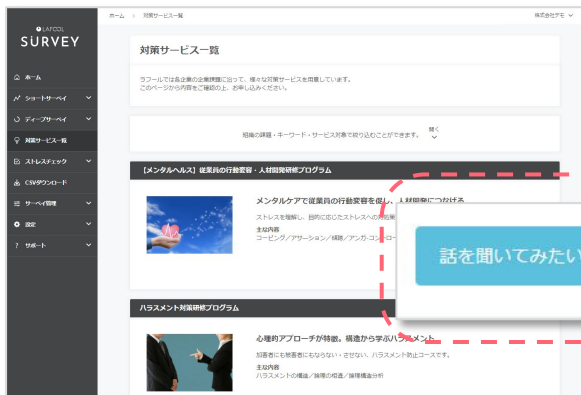 LAFOOL
SURVEY
ホーム
ショートサーベイ
ディープサーベイ
対策サービス一覧
ストレスチェック
CSVダウンロード
サーベイ管理
設定
サポート
ホーム › 対策サービス一覧
株式会社デモ
対策サービス一覧
ラフールでは各企業の企業課題に沿って、様々な対策サービスを用意しています。
このページから内容をご確認の上、お申し込みください。
組織の課題・キーワード・サービス対象で絞り込むことができます。 開く
【メンタルヘルス】従業員の行動変容・人材開発研修プログラム
メンタルケアで従業員の行動変容を促し、人材開発につなげる
ストレスを理解し、目的に応じたストレスへの対処
主な内容
コーピング／アサーション／傾聴／アンガーコントロー
話を聞いてみたい
ハラスメント対策研修プログラム
心理的アプローチが特徴。構造から学ぶハラスメント
加害者にも被害者にもならない・させない、ハラスメント防止コースです。
主な内容
ハラスメントの構造／論理の相違／論理構造分析